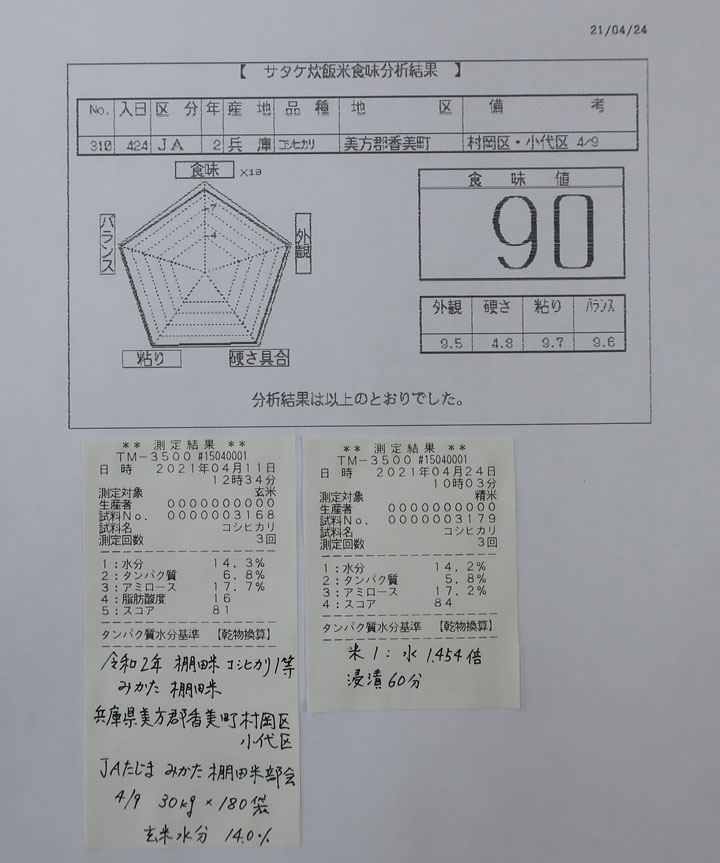 21/04/24
【 サタケ炊飯米食味分析結果 】
No. 入日 区分 年 産地 品種 地区 備考
310 424 JA 2 兵庫 コシヒカリ 美方郡香美町 村岡区・小代区 4/9
食味 ×10
7
4
バランス
外観
粘り
硬さ具合
食味値
90
外観 硬さ 粘り バランス
9.5 4.8 9.7 9.6
分析結果は以上のとおりでした。
** 測定結果 **
TM-3500 #15040001
日時 2021年04月11日
12時34分
測定対象 玄米
生産者 0000000000
試料No. 0000003168
試料名 コシヒカリ
測定回数 3回
1:水分 14.3%
2:タンパク質 6.8%
3:アミロース 17.7%
4:脂肪酸度 16
5:スコア 81
タンパク質水分基準 【乾物換算】
令和2年 棚田米 コシヒカリ1等
みかた 棚田米
兵庫県美方郡香美町村岡区
小代区
JAたじま みかた棚田米部会
4/9 30kg×180袋
玄米水分 14.0%
** 測定結果 **
TM-3500 #15040001
日時 2021年04月24日
10時03分
測定対象 精米
生産者 0000000000
試料No. 0000003179
試料名 コシヒカリ
測定回数 3回
1:水分 14.2%
2:タンパク質 5.8%
3:アミロース 17.2%
4:スコア 84
タンパク質水分基準 【乾物換算】
米1:水1.454倍
浸漬60分